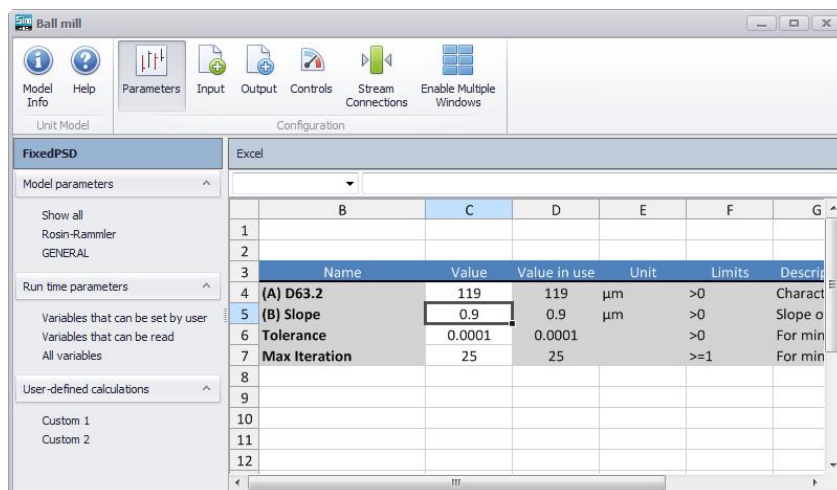 Sim
Ball mill
Model Info
Help
Parameters
Input
Output
Controls
Stream Connections
Enable Multiple Windows
Unit Model
Configuration
FixedPSD
Excel
Model parameters
Show all
Rosin-Rammler
GENERAL
Run time parameters
Variables that can be set by user
Variables that can be read
All variables
User-defined calculations
Custom 1
Custom 2
B C D E F G
1
2
3 Name Value Value in use Unit Limits Descrip
4 (A) D63.2 119 119 µm >0 Charact
5 (B) Slope 0.9 0.9 µm >0 Slope o
6 Tolerance 0.0001 0.0001 >0 For min
7 Max Iteration 25 25 >=1 For min
8
9
10
11
12